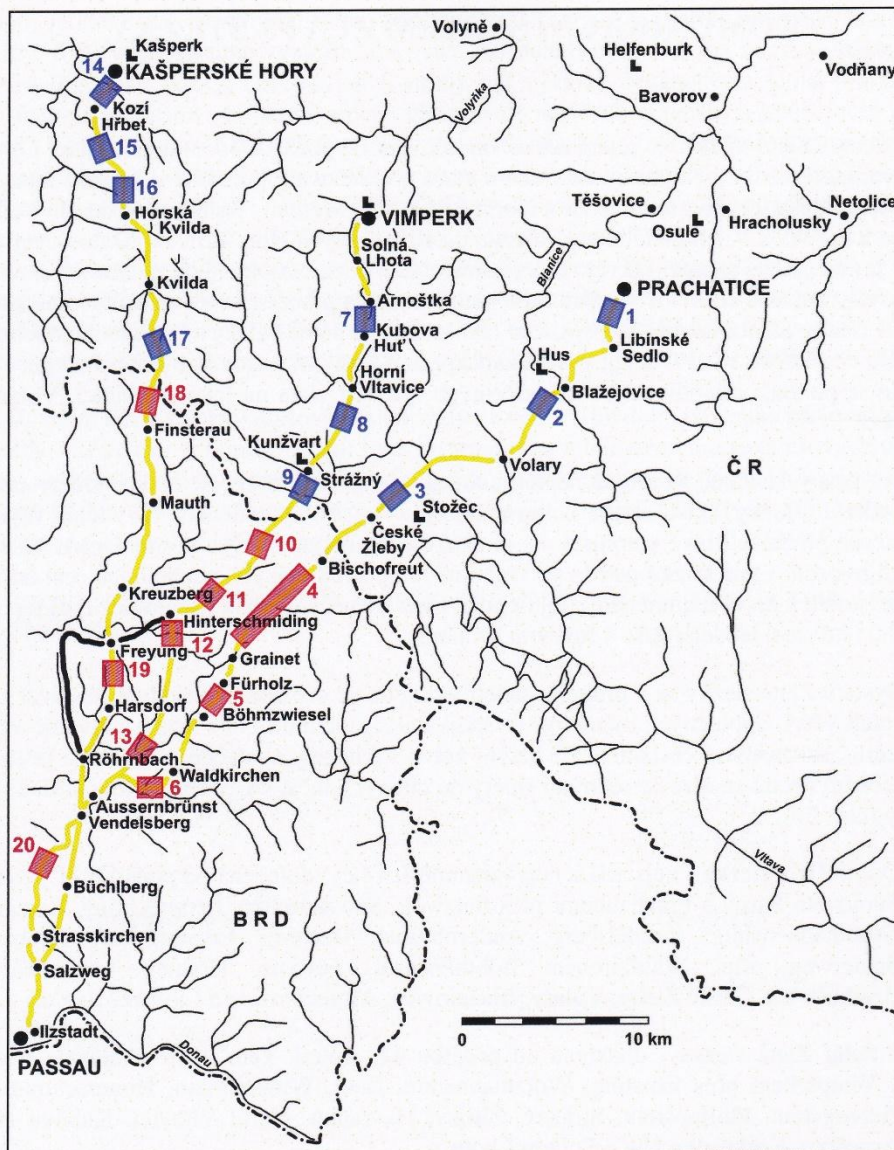 Volyně
Kašperk
14
KAŠPERSKÉ HORY
Helfenburk
Vodňany
Bavorov
Kozí
Hřbet
Volyňka
15
16
Horská
Kvilda
VIMPERK
Těšovice
Osule
Hracholusky
Netolice
Solná
Lhota
Blanice
Kvilda
Arnoštka
PRACHATICE
1
7
Kubova
Huť
17
Libínské
Sedlo
Hus
Horní
Vltavice
Blažejovice
18
2
8
Finsterau
Kunžvart
Volary
ČR
9
Strážný
3
Stožec
Mauth
České
Žleby
10
Bischofreut
4
Kreuzberg
11
Hinterschmiding
12
Freyung
19
Grainet
Fürholz
5
Harsdorf
Böhmzwiesel
13
Röhrnbach
Waldkirchen
6
Aussernbrünst
Vendelsberg
20
Vltava
Büchlberg
BRD
Strasskirchen
Salzweg
Ilzstadt
0
10 km
PASSAU
Donau